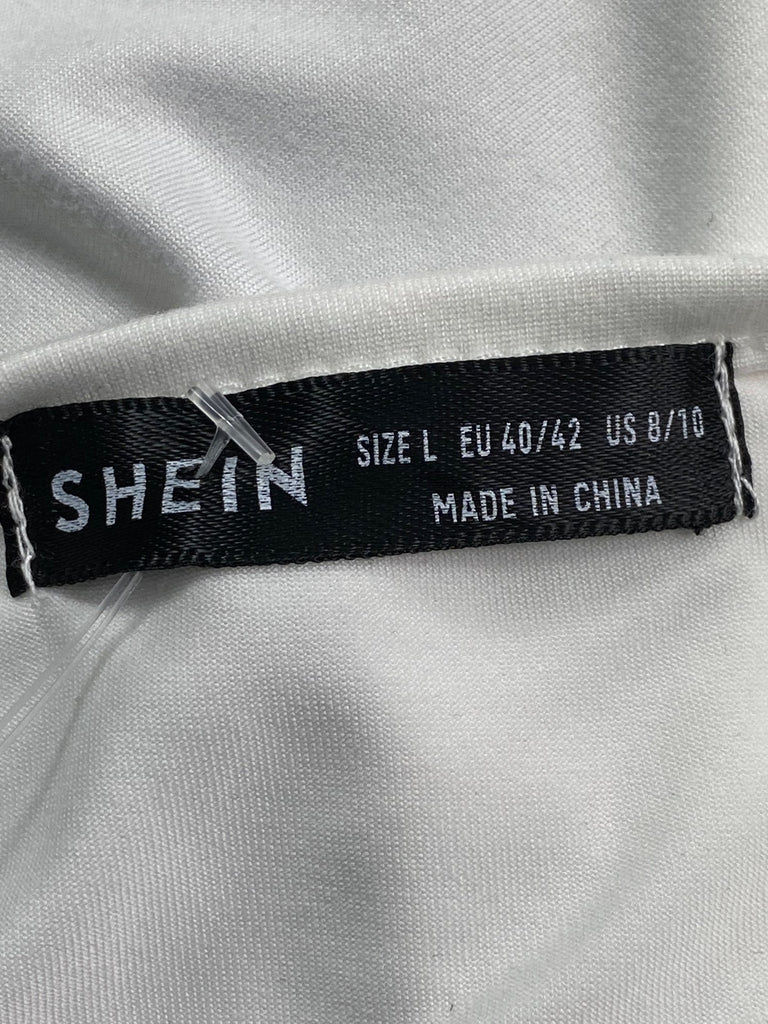 SHEIN
SIZE L EU 40/42 US 8/10
MADE IN CHINA